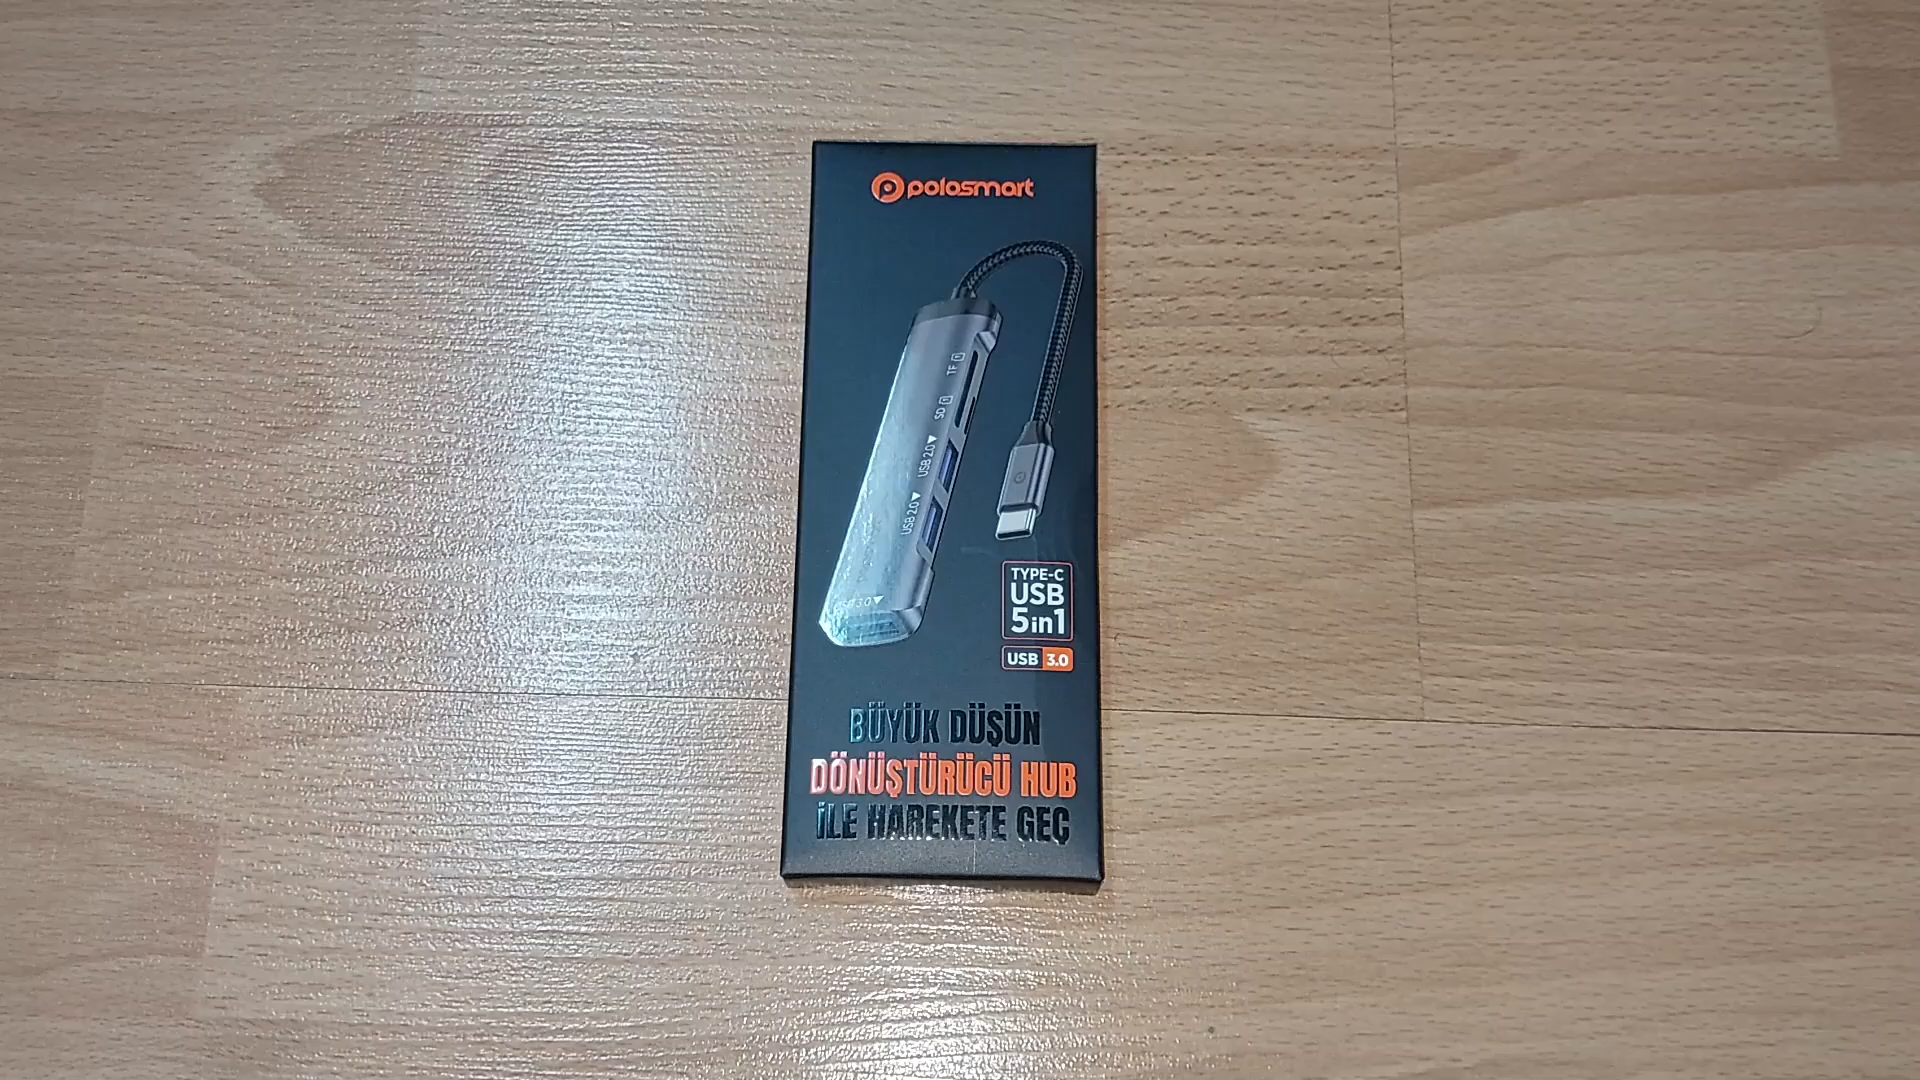 polosmart
TF
SD
USB 2.0
USB 2.0
USB 3.0
TYPE-C
USB
5in1
USB 3.0
BÜYÜK DÜŞÜN
DÖNÜŞTÜRÜCÜ HUB
İLE HAREKETE GEÇ